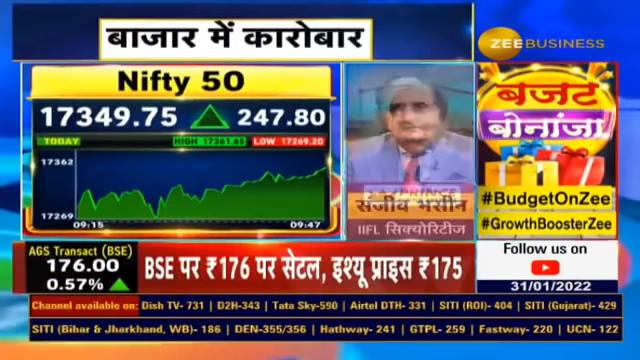 बाजार में कारोबार
ZEE BUSINESS
Nifty 50
17349.75 247.80
TODAY HIGH 17361.65 LOW 17269.20
17362
17269
09:15 09:47
PRINCE
संजीव भसीन
IIFL सिक्योरिटीज
बजट
बोनांजा
#BudgetOnZee
#GrowthBoosterZee
AGS Transact (BSE)
176.00
0.57%
BSE पर ₹176 पर सेटल, इश्यू प्राइस ₹175
Follow us on
31/01/2022
Channel available on: Dish TV- 731 | D2H-343 | Tata Sky-590 | Airtel DTH- 331 | SITI (ROI)- 404 | SITI (Gujarat)- 429
SITI (Bihar & Jharkhand, WB)- 186 | DEN-355/356 | Hathway- 241 | GTPL- 259 | Fastway- 220 | UCN- 122